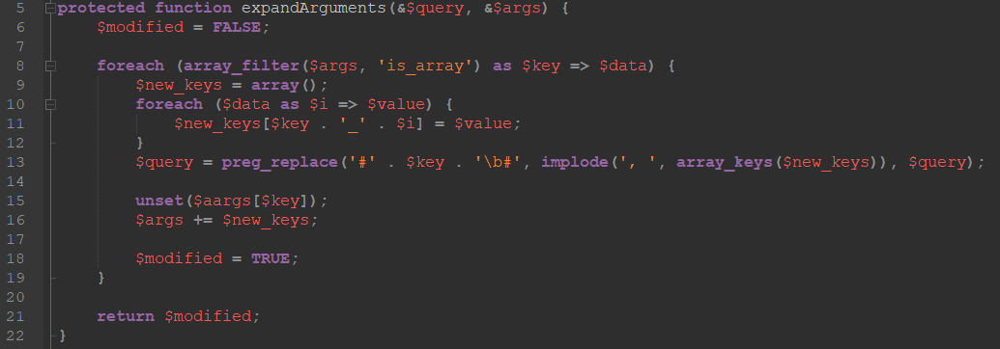 5 protected function expandArguments(&$query, &$args) {
6 $modified = FALSE;
7
8 foreach (array_filter($args, 'is_array') as $key => $data) {
9 $new_keys = array();
10 foreach ($data as $i => $value) {
11 $new_keys[$key . '_' . $i] = $value;
12 }
13 $query = preg_replace('#' . $key . '\b#', implode(', ', array_keys($new_keys)), $query);
14
15 unset($aargs[$key]);
16 $args += $new_keys;
17
18 $modified = TRUE;
19 }
20
21 return $modified;
22 }